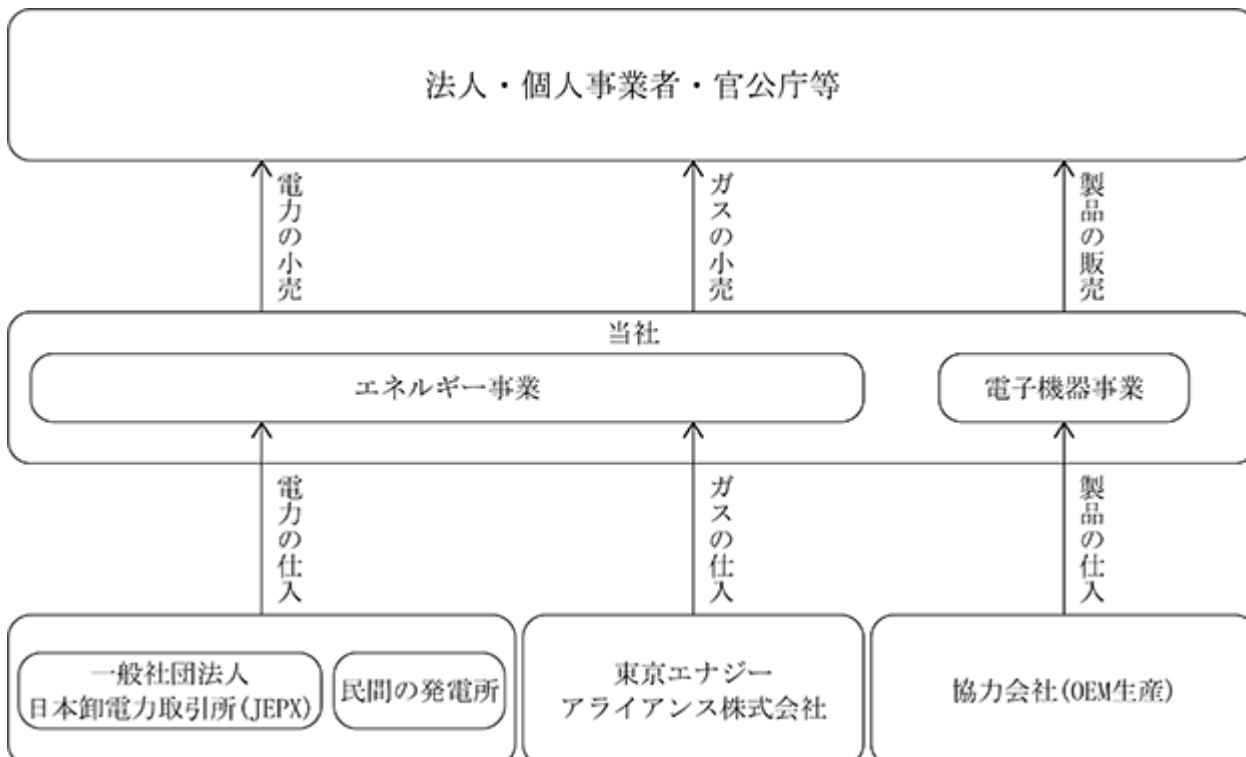 法人・個人事業者・官公庁等
電力の小売
ガスの小売
製品の販売
当社
エネルギー事業
電子機器事業
電力の仕入
ガスの仕入
製品の仕入
一般社団法人
日本卸電力取引所(JEPX)
民間の発電所
東京エナジー
アライアンス株式会社
協力会社(OEM生産)